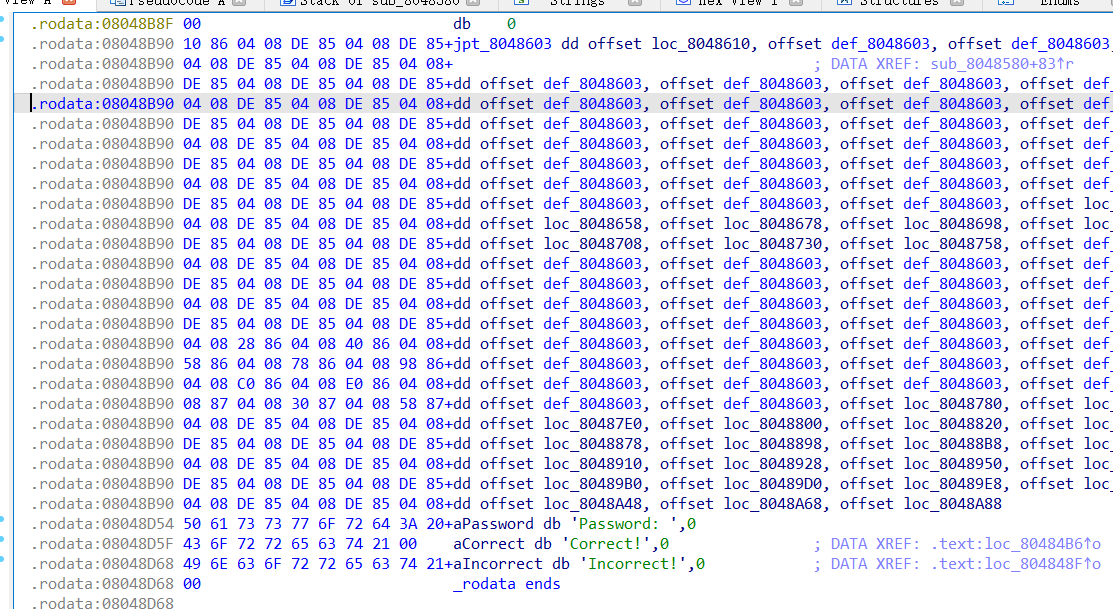 View A Pseudocode A Stack of sub_8048580 Strings Hex View 1 Structures Enums
.rodata:08048B8F 00 db 0
.rodata:08048B90 10 86 04 08 DE 85 04 08 DE 85+jpt_8048603 dd offset loc_8048610, offset def_8048603, offset def_8048603
.rodata:08048B90 04 08 DE 85 04 08 DE 85 04 08+ ; DATA XREF: sub_8048580+83↑r
.rodata:08048B90 DE 85 04 08 DE 85 04 08 DE 85+dd offset def_8048603, offset def_8048603, offset def_8048603, offset def_
.rodata:08048B90 04 08 DE 85 04 08 DE 85 04 08+dd offset def_8048603, offset def_8048603, offset def_8048603, offset def_
.rodata:08048B90 DE 85 04 08 DE 85 04 08 DE 85+dd offset def_8048603, offset def_8048603, offset def_8048603, offset def_
.rodata:08048B90 04 08 DE 85 04 08 DE 85 04 08+dd offset def_8048603, offset def_8048603, offset def_8048603, offset def_
.rodata:08048B90 DE 85 04 08 DE 85 04 08 DE 85+dd offset def_8048603, offset def_8048603, offset def_8048603, offset def_
.rodata:08048B90 04 08 DE 85 04 08 DE 85 04 08+dd offset def_8048603, offset def_8048603, offset def_8048603, offset def_
.rodata:08048B90 DE 85 04 08 DE 85 04 08 DE 85+dd offset def_8048603, offset def_8048603, offset def_8048603, offset loc_
.rodata:08048B90 04 08 DE 85 04 08 DE 85 04 08+dd offset loc_8048658, offset loc_8048678, offset loc_8048698, offset loc_
.rodata:08048B90 DE 85 04 08 DE 85 04 08 DE 85+dd offset loc_8048708, offset loc_8048730, offset loc_8048758, offset def_
.rodata:08048B90 04 08 DE 85 04 08 DE 85 04 08+dd offset def_8048603, offset def_8048603, offset def_8048603, offset def_
.rodata:08048B90 DE 85 04 08 DE 85 04 08 DE 85+dd offset def_8048603, offset def_8048603, offset def_8048603, offset def_
.rodata:08048B90 04 08 DE 85 04 08 DE 85 04 08+dd offset def_8048603, offset def_8048603, offset def_8048603, offset def_
.rodata:08048B90 DE 85 04 08 DE 85 04 08 DE 85+dd offset def_8048603, offset def_8048603, offset def_8048603, offset def_
.rodata:08048B90 04 08 28 86 04 08 40 86 04 08+dd offset def_8048603, offset def_8048603, offset def_8048603, offset def_
.rodata:08048B90 58 86 04 08 78 86 04 08 98 86+dd offset def_8048603, offset def_8048603, offset def_8048603, offset def_
.rodata:08048B90 04 08 C0 86 04 08 E0 86 04 08+dd offset def_8048603, offset def_8048603, offset def_8048603, offset def_
.rodata:08048B90 08 87 04 08 30 87 04 08 58 87+dd offset def_8048603, offset def_8048603, offset loc_8048780, offset loc_
.rodata:08048B90 04 08 DE 85 04 08 DE 85 04 08+dd offset loc_80487E0, offset loc_8048800, offset loc_8048820, offset loc_
.rodata:08048B90 DE 85 04 08 DE 85 04 08 DE 85+dd offset loc_8048878, offset loc_8048898, offset loc_80488B8, offset loc_
.rodata:08048B90 04 08 DE 85 04 08 DE 85 04 08+dd offset loc_8048910, offset loc_8048928, offset loc_8048950, offset loc_
.rodata:08048B90 DE 85 04 08 DE 85 04 08 DE 85+dd offset loc_80489B0, offset loc_80489D0, offset loc_80489E8, offset loc_
.rodata:08048B90 04 08 DE 85 04 08 DE 85 04 08+dd offset loc_8048A48, offset loc_8048A68, offset loc_8048A88
.rodata:08048D54 50 61 73 73 77 6F 72 64 3A 20+aPassword db 'Password: ',0
.rodata:08048D5F 43 6F 72 72 65 63 74 21 00 aCorrect db 'Correct!',0 ; DATA XREF: .text:loc_80484B6↑o
.rodata:08048D68 49 6E 63 6F 72 72 65 63 74 21+aIncorrect db 'Incorrect!',0 ; DATA XREF: .text:loc_804848F↑o
.rodata:08048D68 00 _rodata ends
.rodata:08048D68